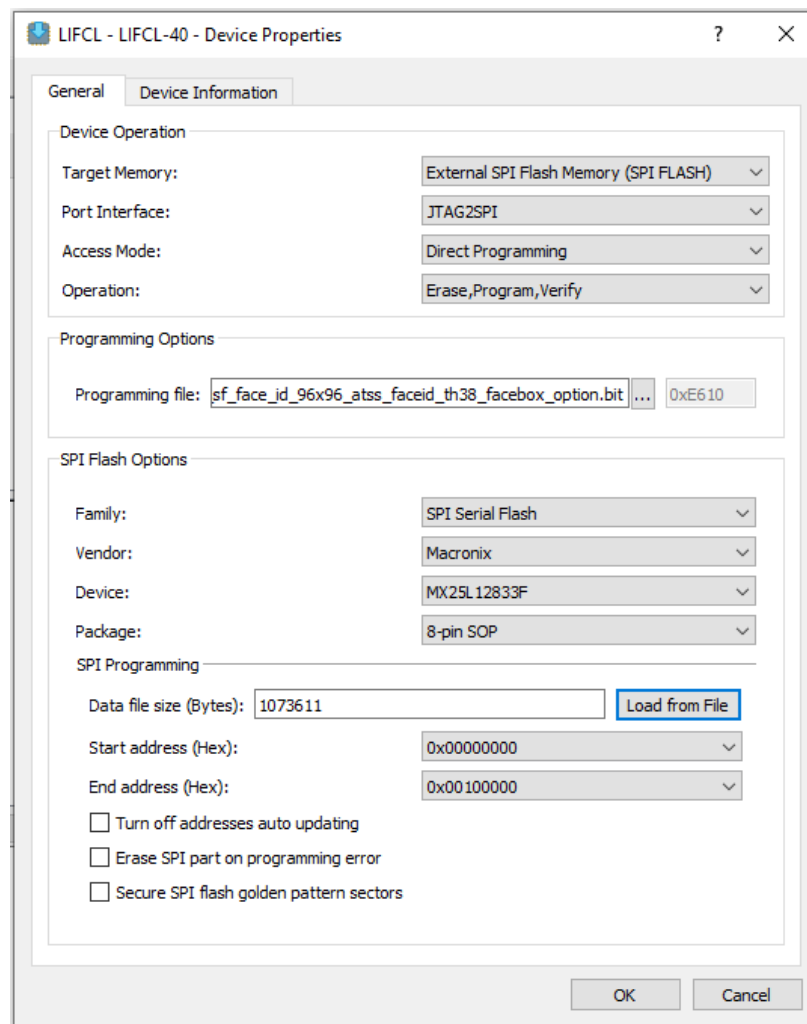 LIFCL - LIFCL-40 - Device Properties ?
General Device Information
Device Operation
Target Memory: External SPI Flash Memory (SPI FLASH)
Port Interface: JTAG2SPI
Access Mode: Direct Programming
Operation: Erase,Program,Verify
Programming Options
Programming file: sf_face_id_96x96_atss_faceid_th38_facebox_option.bit ... 0xE610
SPI Flash Options
Family: SPI Serial Flash
Vendor: Macronix
Device: MX25L12833F
Package: 8-pin SOP
SPI Programming
Data file size (Bytes): 1073611 Load from File
Start address (Hex): 0x00000000
End address (Hex): 0x00100000
Turn off addresses auto updating
Erase SPI part on programming error
Secure SPI flash golden pattern sectors
OK Cancel